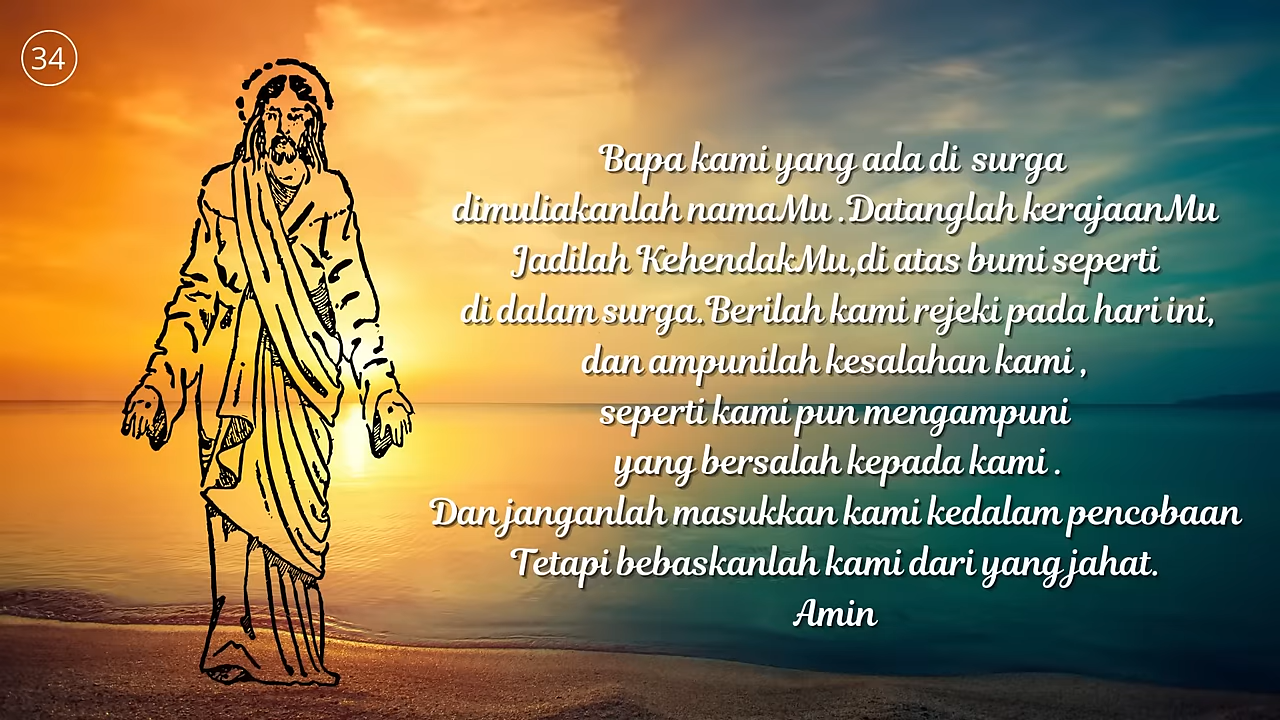 34
Bapa kami yang ada di surga
dimuliakanlah namaMu .Datanglah kerajaanMu
Jadilah KehendakMu,di atas bumi seperti
di dalam surga.Berilah kami rejeki pada hari ini,
dan ampunilah kesalahan kami ,
seperti kami pun mengampuni
yang bersalah kepada kami .
Dan janganlah masukkan kami kedalam pencobaan
Tetapi bebaskanlah kami dari yang jahat.
Amin